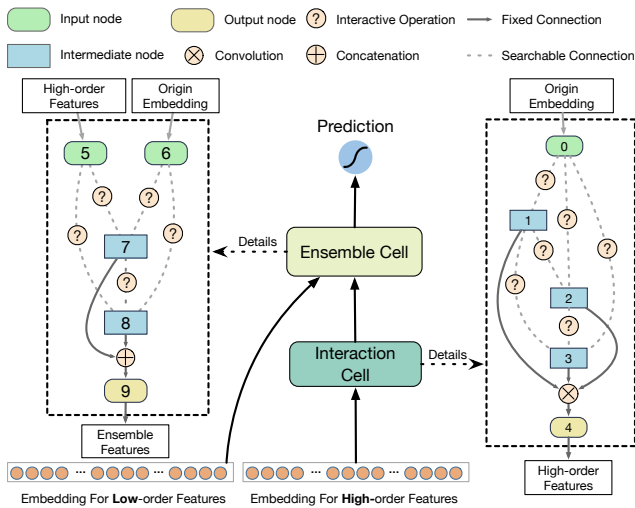 Input node
Output node
? Interactive Operation
Fixed Connection
Intermediate node
Convolution
Concatenation
Searchable Connection
High-order
Features
Origin
Embedding
5
6
?
?
?
?
7
?
8
9
Ensemble
Features
Prediction
Details
Ensemble Cell
Interaction
Cell
Details
Origin
Embedding
0
?
1
?
?
?
?
2
?
3
4
High-order
Features
...
...
...
...
Embedding For Low-order Features
Embedding For High-order Features